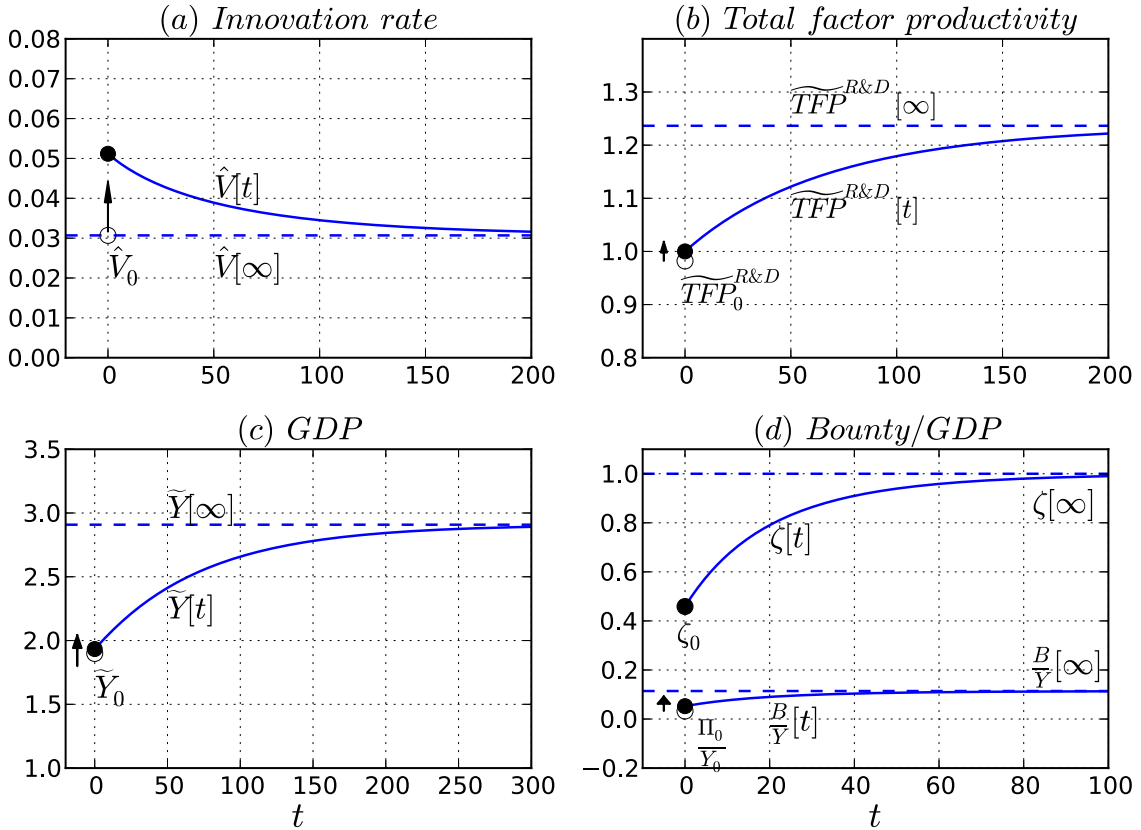 (a) Innovation rate
0.08
0.07
0.06
0.05
0.04
0.03
0.02
0.01
0.00
V̂[t]
V̂₀
V̂[∞]
0 50 100 150 200
(b) Total factor productivity
1.3
1.2
1.1
1.0
0.9
0.8
T͠F͠P^{R&D}[∞]
T͠F͠P^{R&D}[t]
T͠F͠P₀^{R&D}
0 50 100 150 200
(c) GDP
3.5
3.0
2.5
2.0
1.5
1.0
Ỹ[∞]
Ỹ[t]
Ỹ₀
0 50 100 150 200 250 300
t
(d) Bounty/GDP
1.0
0.8
0.6
0.4
0.2
0.0
−0.2
ζ[∞]
ζ[t]
ζ₀
B/Y[∞]
B/Y[t]
Π₀/Y₀
0 20 40 60 80 100
t